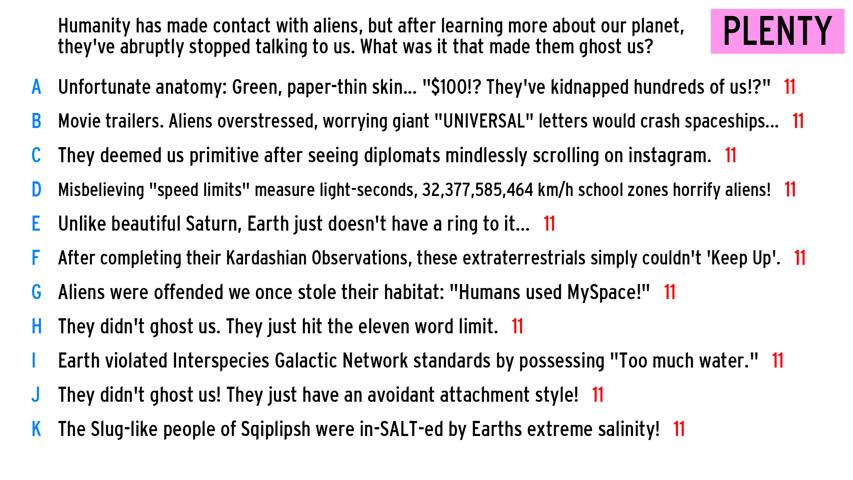 Humanity has made contact with aliens, but after learning more about our planet,
they've abruptly stopped talking to us. What was it that made them ghost us?
PLENTY
A Unfortunate anatomy: Green, paper-thin skin... "$100!? They've kidnapped hundreds of us!?" 11
B Movie trailers. Aliens overstressed, worrying giant "UNIVERSAL" letters would crash spaceships... 11
C They deemed us primitive after seeing diplomats mindlessly scrolling on instagram. 11
D Misbelieving "speed limits" measure light-seconds, 32,377,585,464 km/h school zones horrify aliens! 11
E Unlike beautiful Saturn, Earth just doesn't have a ring to it... 11
F After completing their Kardashian Observations, these extraterrestrials simply couldn't 'Keep Up'. 11
G Aliens were offended we once stole their habitat: "Humans used MySpace!" 11
H They didn't ghost us. They just hit the eleven word limit. 11
I Earth violated Interspecies Galactic Network standards by possessing "Too much water." 11
J They didn't ghost us! They just have an avoidant attachment style! 11
K The Slug-like people of Sqiplipsh were in-SALT-ed by Earths extreme salinity! 11